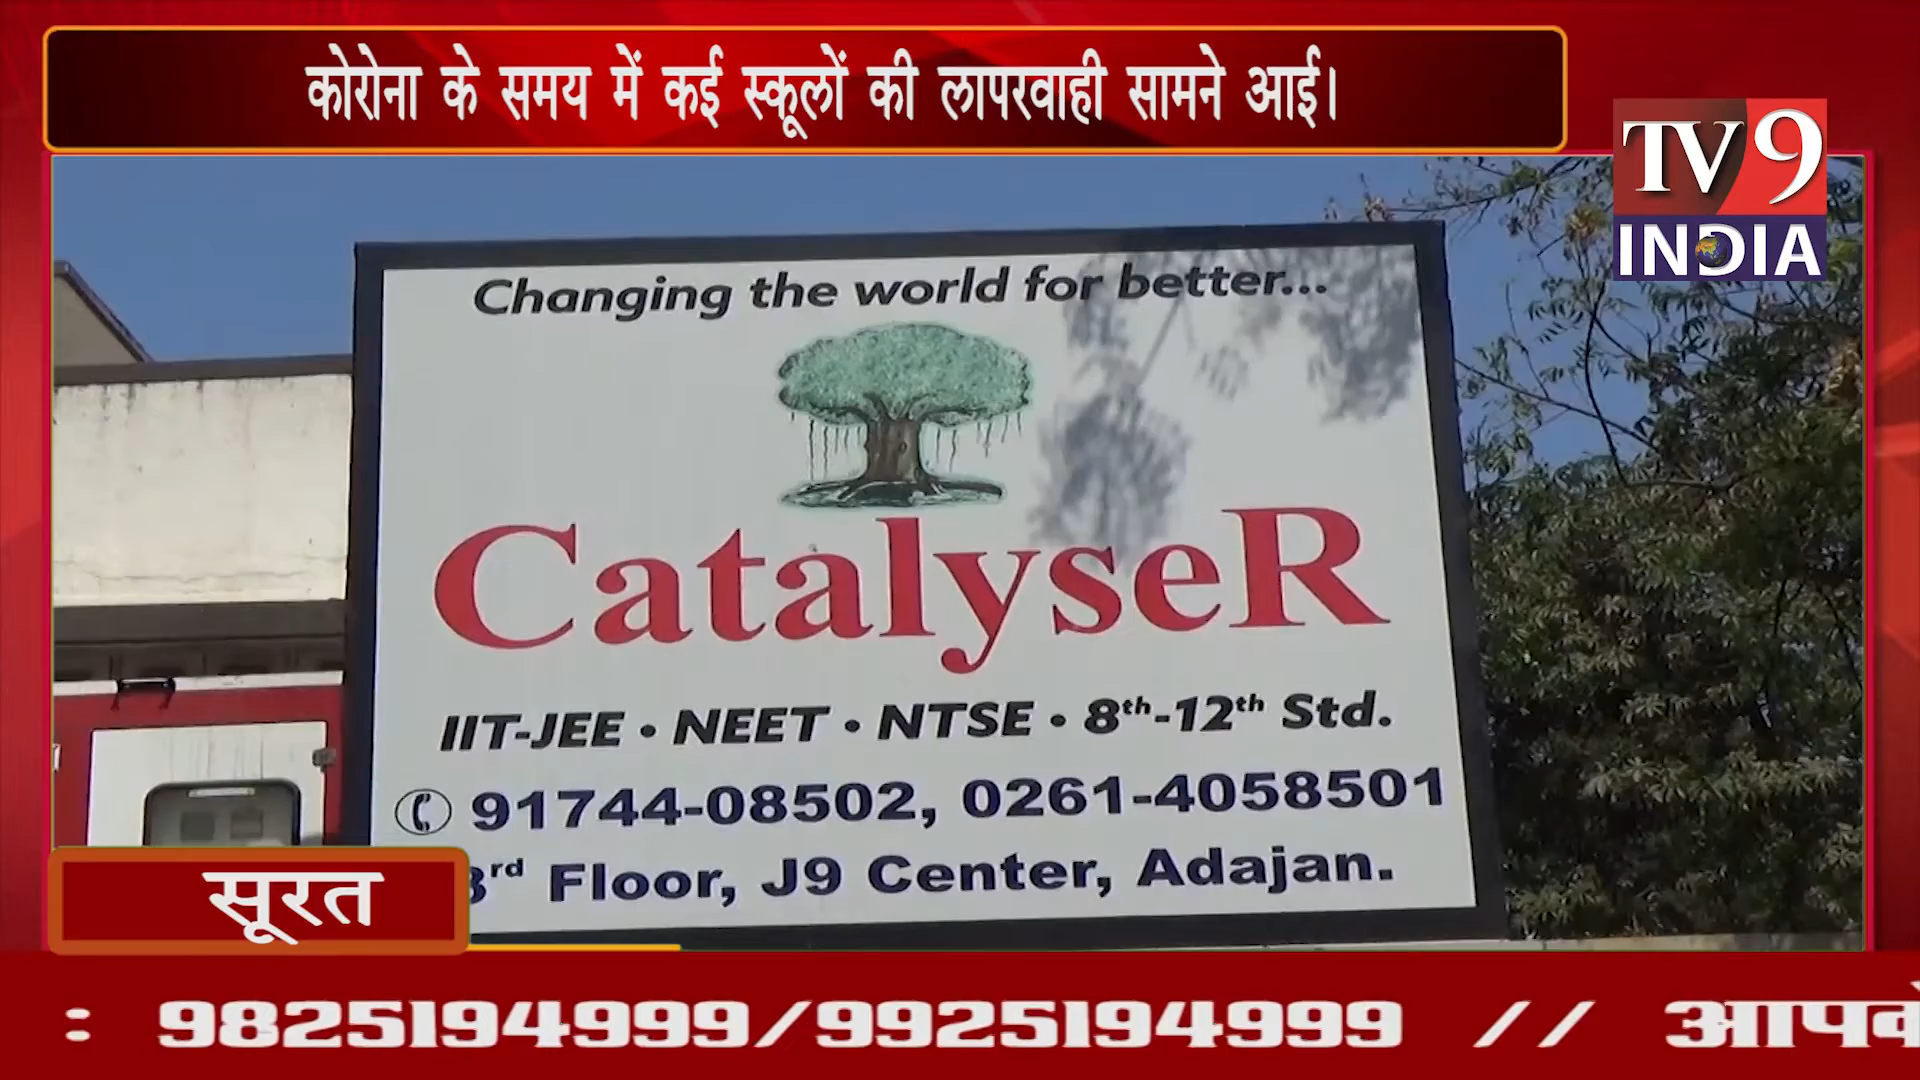 कोरोना के समय में कई स्कूलों की लापरवाही सामने आई।
TV9
INDIA
Changing the world for better...
CatalyseR
IIT-JEE • NEET • NTSE • 8th-12th Std.
91744-08502, 0261-4058501
3rd Floor, J9 Center, Adajan.
सूरत
: 9825194999/9925194999 //